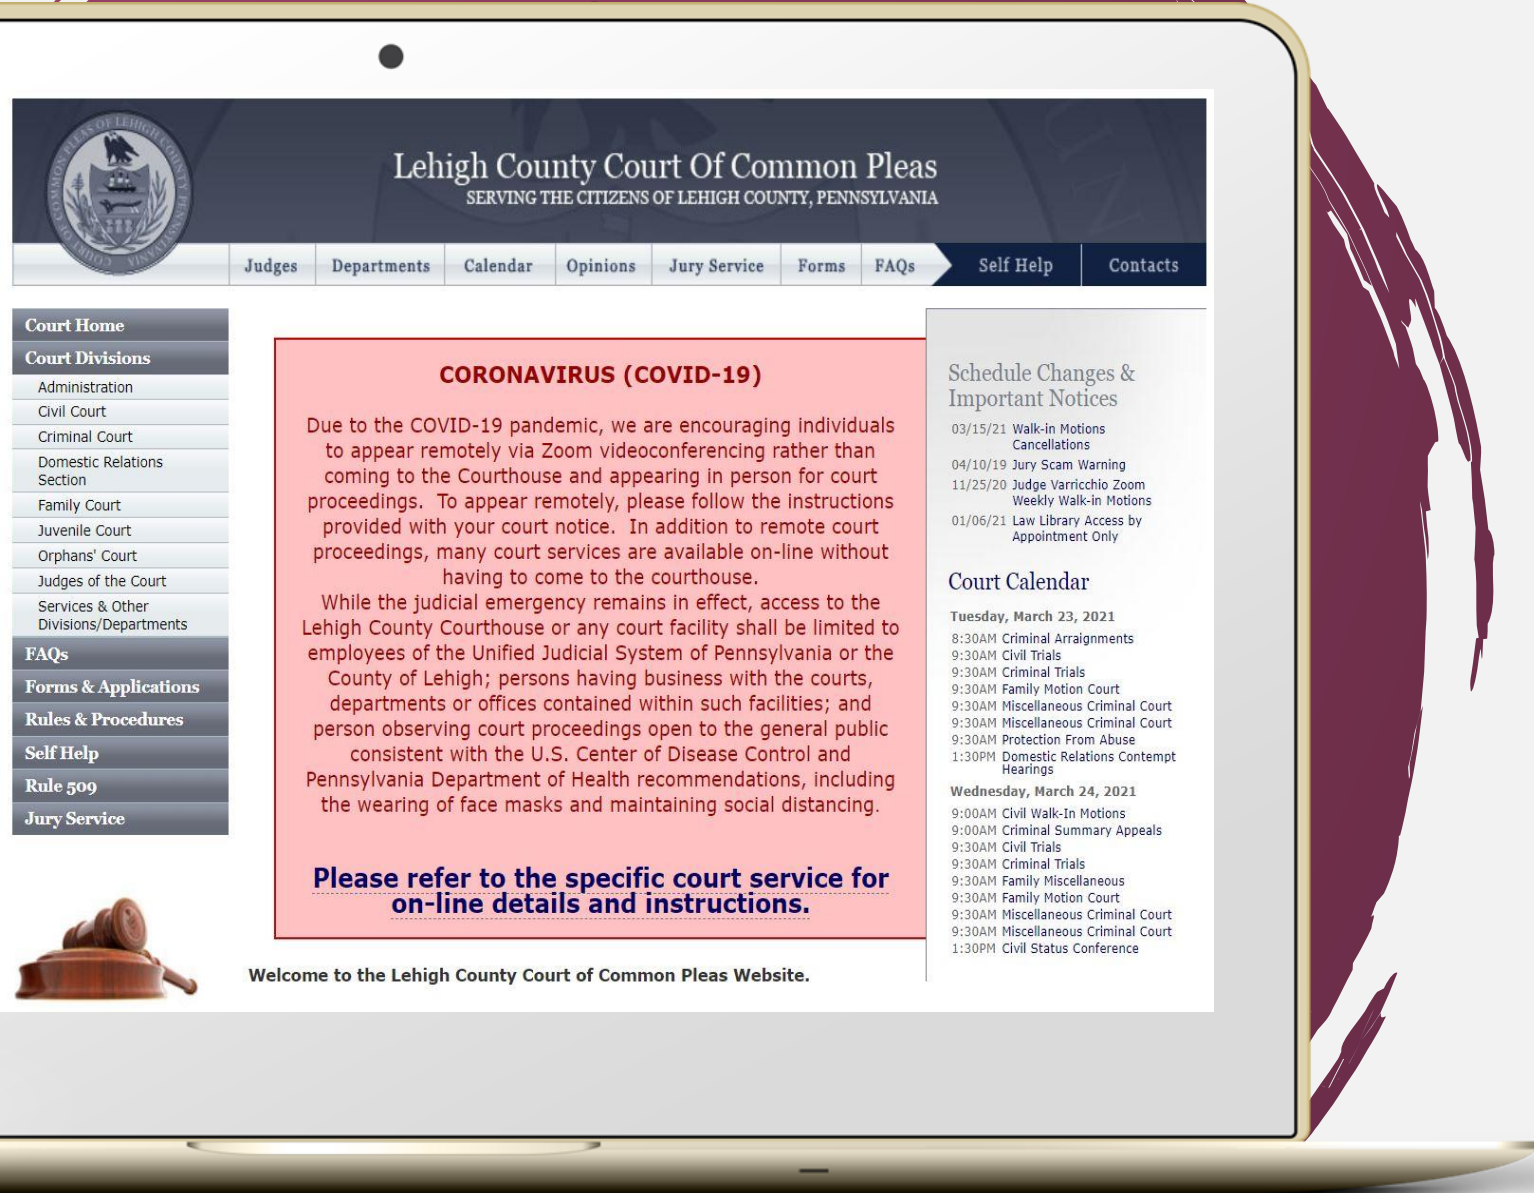 Lehigh County Court Of Common Pleas
SERVING THE CITIZENS OF LEHIGH COUNTY, PENNSYLVANIA
COURT OF COMMON PLEAS OF LEHIGH COUNTY PENNSYLVANIA
Judges
Departments
Calendar
Opinions
Jury Service
Forms
FAQs
Self Help
Contacts
Court Home
Court Divisions
Administration
Civil Court
Criminal Court
Domestic Relations
Section
Family Court
Juvenile Court
Orphans' Court
Judges of the Court
Services & Other
Divisions/Departments
FAQs
Forms & Applications
Rules & Procedures
Self Help
Rule 509
Jury Service
CORONAVIRUS (COVID-19)
Due to the COVID-19 pandemic, we are encouraging individuals
to appear remotely via Zoom videoconferencing rather than
coming to the Courthouse and appearing in person for court
proceedings. To appear remotely, please follow the instructions
provided with your court notice. In addition to remote court
proceedings, many court services are available on-line without
having to come to the courthouse.
While the judicial emergency remains in effect, access to the
Lehigh County Courthouse or any court facility shall be limited to
employees of the Unified Judicial System of Pennsylvania or the
County of Lehigh; persons having business with the courts,
departments or offices contained within such facilities; and
person observing court proceedings open to the general public
consistent with the U.S. Center of Disease Control and
Pennsylvania Department of Health recommendations, including
the wearing of face masks and maintaining social distancing.
Please refer to the specific court service for
on-line details and instructions.
Welcome to the Lehigh County Court of Common Pleas Website.
Schedule Changes &
Important Notices
03/15/21 Walk-in Motions
Cancellations
04/10/19 Jury Scam Warning
11/25/20 Judge Varricchio Zoom
Weekly Walk-in Motions
01/06/21 Law Library Access by
Appointment Only
Court Calendar
Tuesday, March 23, 2021
8:30AM Criminal Arraignments
9:30AM Civil Trials
9:30AM Criminal Trials
9:30AM Family Motion Court
9:30AM Miscellaneous Criminal Court
9:30AM Miscellaneous Criminal Court
9:30AM Protection From Abuse
1:30PM Domestic Relations Contempt
Hearings
Wednesday, March 24, 2021
9:00AM Civil Walk-In Motions
9:00AM Criminal Summary Appeals
9:30AM Civil Trials
9:30AM Criminal Trials
9:30AM Family Miscellaneous
9:30AM Family Motion Court
9:30AM Miscellaneous Criminal Court
9:30AM Miscellaneous Criminal Court
1:30PM Civil Status Conference